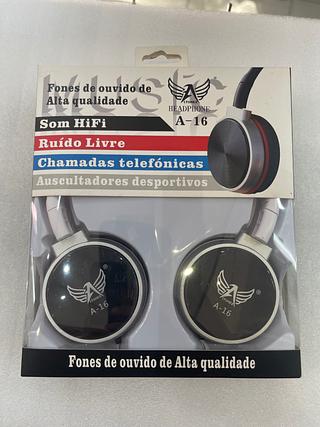 Music
Fones de ouvido de
Alta qualidade
HEADPHONE
A-16
Som HiFi
Ruído Livre
Chamadas telefónicas
Auscultadores desportivos
A-16
A-16
Fones de ouvido de Alta qualidade